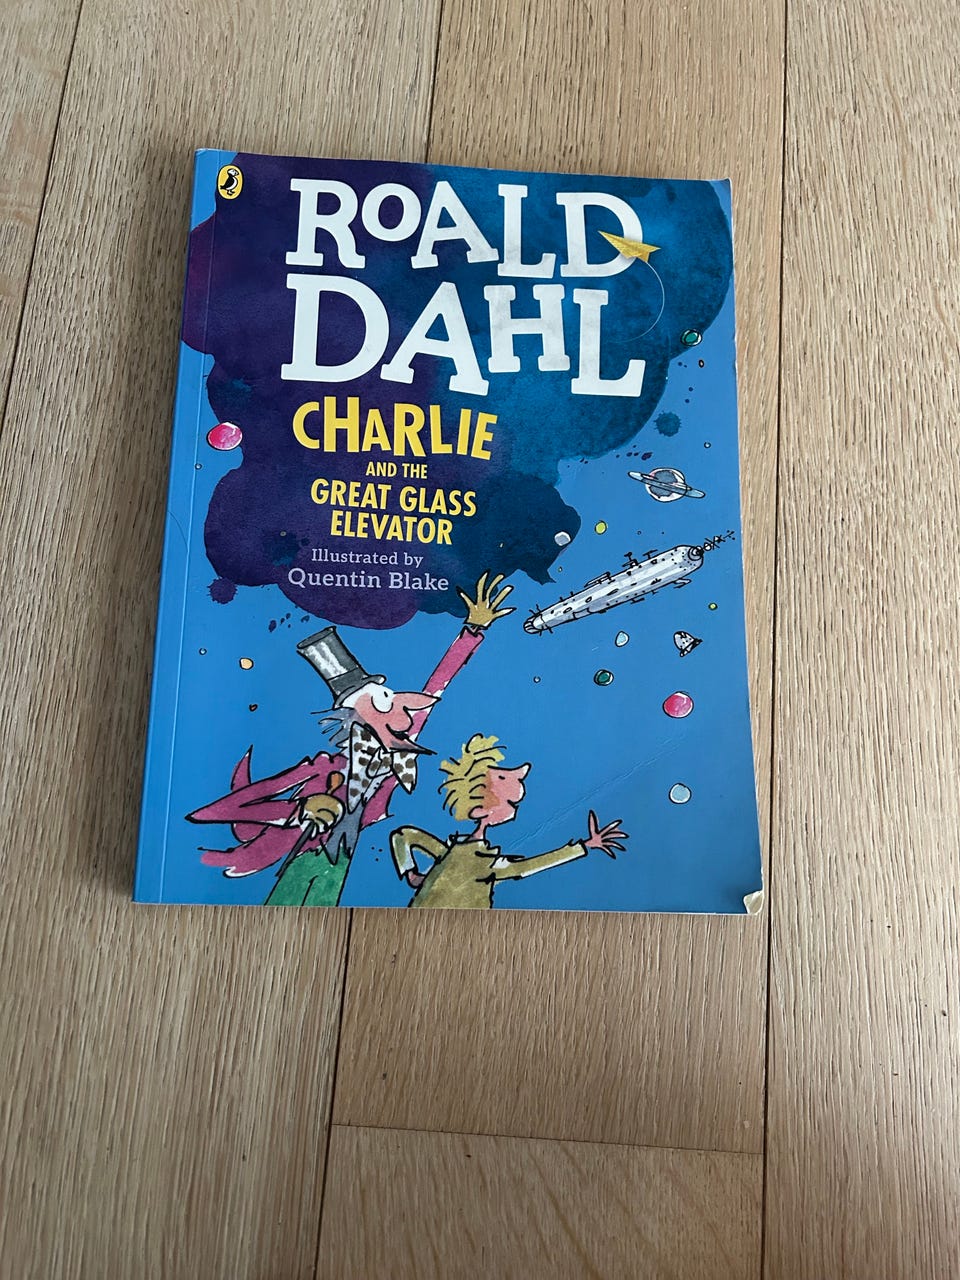 ROALD
DAHL
CHARLIE
AND THE
GREAT GLASS
ELEVATOR
Illustrated by
Quentin Blake